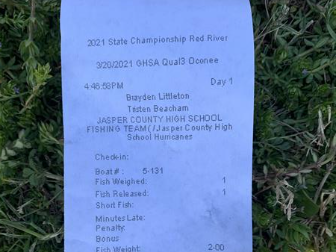 2021 State Championship Red River
3/20/2021 GHSA Qual3 Oconee
4:48:58PM Day 1
Brayden Littleton
Tristen Beacham
JASPER COUNTY HIGH SCHOOL
FISHING TEAM (/Jasper County High
School Hurricanes
Check-in:
Boat #: 5-131
Fish Weighed: 1
Fish Released: 1
Short Fish:
Minutes Late:
Penalty:
Bonus
Fish Weight: 2-00